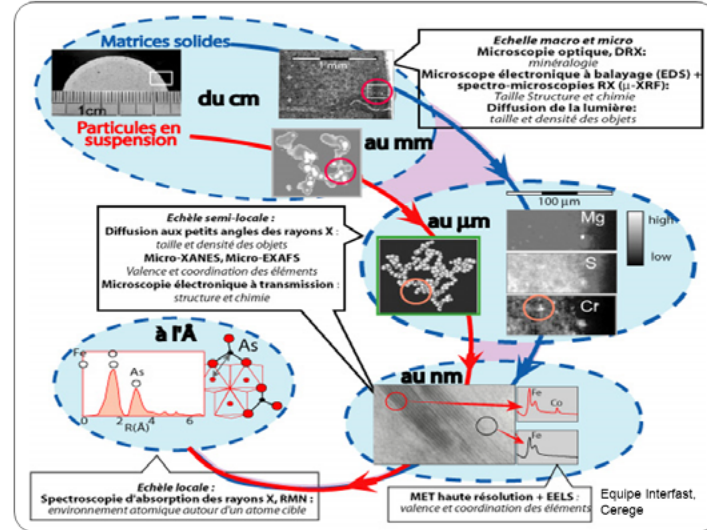 Matrices solides
1 mm
Echelle macro et micro
Microscopie optique, DRX:
minéralogie
Microscope électronique à balayage (EDS) +
spectro-microscopies RX (µ-XRF):
Taille Structure et chimie
Diffusion de la lumière:
taille et densité des objets
1cm
du cm
Particules en
suspension
au mm
100 µm
Mg
high
low
S
Cr
Echèle semi-locale :
Diffusion aux petits angles des rayons X :
taille et densité des objets
Micro-XANES, Micro-EXAFS
Valence et coordination des éléments
Microscopie électronique à transmission :
structure et chimie
au µm
à l'Å
Fe
As
As
0 2 4 6
R(Å)
au nm
Fe
Co
Fe
Echèle locale :
Spectroscopie d'absorption des rayons X, RMN :
environnement atomique autour d'un atome cible
MET haute résolution + EELS :
valence et coordination des éléments
Equipe Interfast,
Cerege